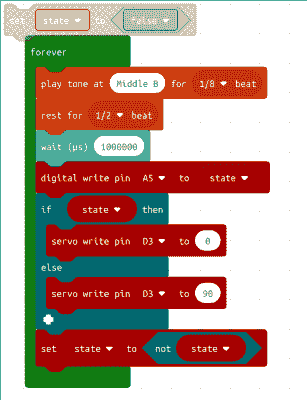 set state to false
forever
play tone at Middle B for 1/8 beat
rest for 1/2 beat
wait (µs) 1000000
digital write pin A5 to state
if state then
servo write pin D3 to 0
else
servo write pin D3 to 90
set state to not state